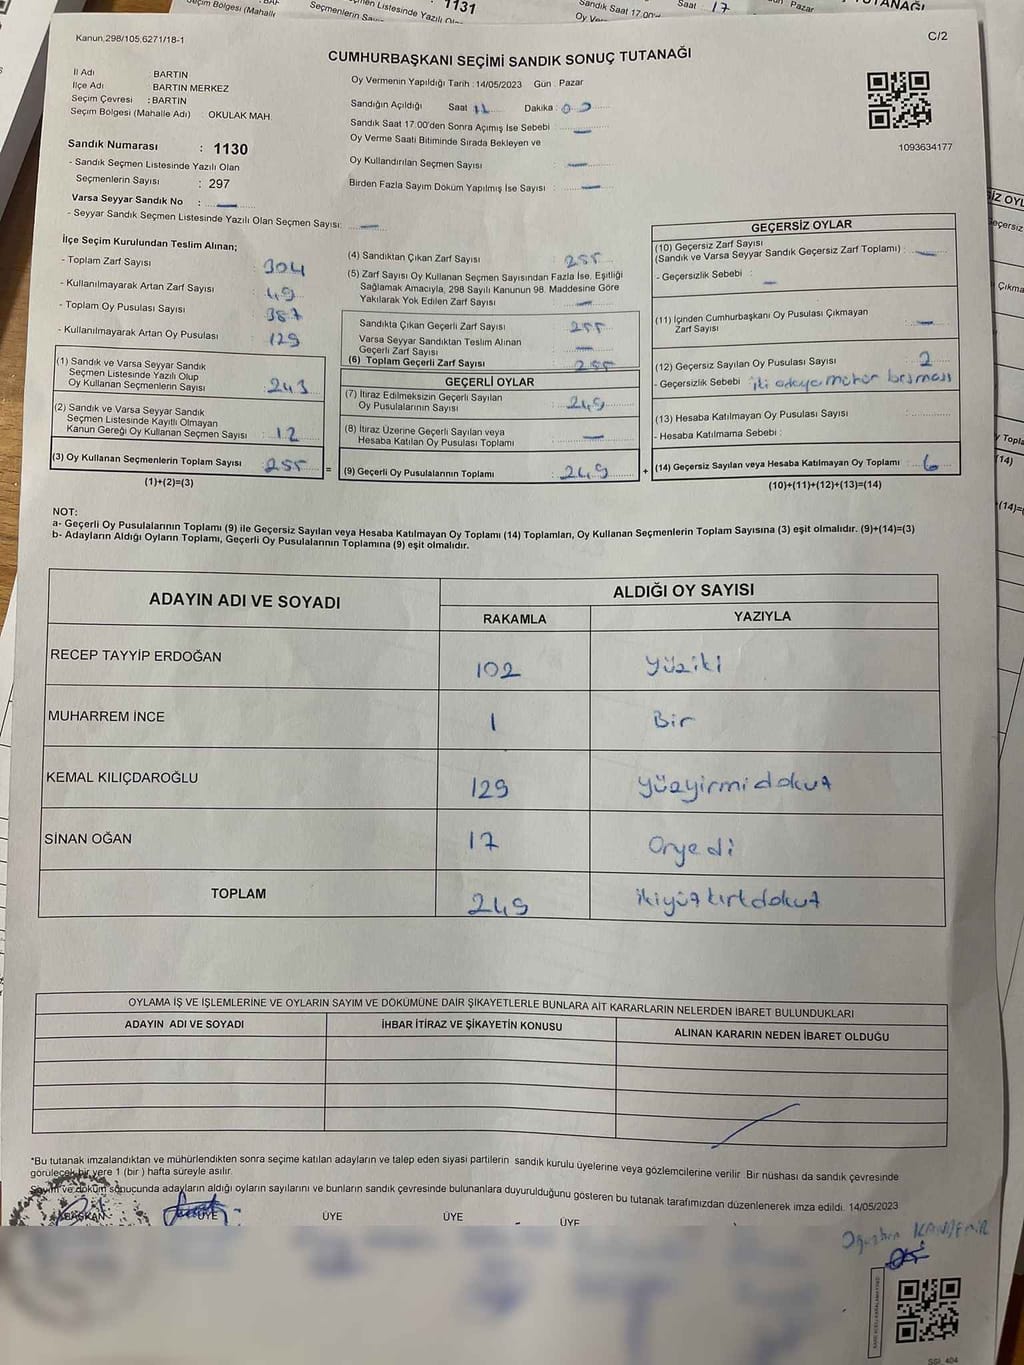 Kanun.298/105,6271/18-1
C/2
CUMHURBAŞKANI SEÇİMİ SANDIK SONUÇ TUTANAĞI
İl Adı : BARTIN
İlçe Adı BARTIN MERKEZ
Seçim Çevresi : BARTIN
Seçim Bölgesi (Mahalle Adı) OKULAK MAH.
Sandık Numarası : 1130
- Sandık Seçmen Listesinde Yazılı Olan
Seçmenlerin Sayısı : 297
Varsa Seyyar Sandık No : —
- Seyyar Sandık Seçmen Listesinde Yazılı Olan Seçmen Sayısı: —
Oy Vermenin Yapıldığı Tarih : 14/05/2023 Gün : Pazar
Sandığın Açıldığı Saat Dakika :
Sandık Saat 17:00'den Sonra Açımış İse Sebebi : —
Oy Verme Saati Bitiminde Sırada Bekleyen ve
Oy Kullandırılan Seçmen Sayısı : —
Birden Fazla Sayım Döküm Yapılmış İse Sayısı : —
1093634177
İlçe Seçim Kurulundan Teslim Alınan;
- Toplam Zarf Sayısı : 304
- Kullanılmayarak Artan Zarf Sayısı : 49
- Toplam Oy Pusulası Sayısı : 387
- Kullanılmayarak Artan Oy Pusulası : 129
(1) Sandık ve Varsa Seyyar Sandık
Seçmen Listesinde Yazılı Olup
Oy Kullanan Seçmenlerin Sayısı : 243
(2) Sandık ve Varsa Seyyar Sandık
Seçmen Listesinde Kayıtlı Olmayan
Kanun Gereği Oy Kullanan Seçmen Sayısı : 12
(3) Oy Kullanan Seçmenlerin Toplam Sayısı : 255
(1)+(2)=(3)
(4) Sandıktan Çıkan Zarf Sayısı : 255
(5) Zarf Sayısı Oy Kullanan Seçmen Sayısından Fazla İse, Eşitliği
Sağlamak Amacıyla, 298 Sayılı Kanunun 98. Maddesine Göre
Yakılarak Yok Edilen Zarf Sayısı : —
Sandıkta Çıkan Geçerli Zarf Sayısı : 255
Varsa Seyyar Sandıktan Teslim Alınan
Geçerli Zarf Sayısı : —
(6) Toplam Geçerli Zarf Sayısı : 255
GEÇERLİ OYLAR
(7) İtiraz Edilmeksizin Geçerli Sayılan
Oy Pusulalarının Sayısı : 249
(8) İtiraz Üzerine Geçerli Sayılan veya
Hesaba Katılan Oy Pusulası Toplamı : —
= (9) Geçerli Oy Pusulalarının Toplamı : 249 +
GEÇERSİZ OYLAR
(10) Geçersiz Zarf Sayısı
(Sandık ve Varsa Seyyar Sandık Geçersiz Zarf Toplamı) : —
- Geçersizlik Sebebi : —
(11) İçinden Cumhurbaşkanı Oy Pusulası Çıkmayan
Zarf Sayısı : —
(12) Geçersiz Sayılan Oy Pusulası Sayısı : 2
- Geçersizlik Sebebi : iki
(13) Hesaba Katılmayan Oy Pusulası Sayısı :
- Hesaba Katılmama Sebebi :
(14) Geçersiz Sayılan veya Hesaba Katılmayan Oy Toplamı : 6
(10)+(11)+(12)+(13)=(14)
NOT:
a- Geçerli Oy Pusulalarının Toplamı (9) ile Geçersiz Sayılan veya Hesaba Katılmayan Oy Toplamı (14) Toplamları, Oy Kullanan Seçmenlerin Toplam Sayısına (3) eşit olmalıdır. (9)+(14)=(3)
b- Adayların Aldığı Oyların Toplamı, Geçerli Oy Pusulalarının Toplamına (9) eşit olmalıdır.
ADAYIN ADI VE SOYADI ALDIĞI OY SAYISI
RAKAMLA YAZIYLA
RECEP TAYYİP ERDOĞAN 102 yüziki
MUHARREM İNCE 1 Bir
KEMAL KILIÇDAROĞLU 129 yüzyirmidokuz
SİNAN OĞAN 17 Onyedi
TOPLAM 249 ikiyüzkırkdokuz
OYLAMA İŞ VE İŞLEMLERİNE VE OYLARIN SAYIM VE DÖKÜMÜNE DAİR ŞİKAYETLERLE BUNLARA AİT KARARLARIN NELERDEN İBARET BULUNDUKLARI
ADAYIN ADI VE SOYADI İHBAR İTİRAZ VE ŞİKAYETİN KONUSU ALINAN KARARIN NEDEN İBARET OLDUĞU
*Bu tutanak imzalandıktan ve mühürlendikten sonra seçime katılan adayların ve talep eden siyasi partilerin sandık kurulu üyelerine veya gözlemcilerine verilir. Bir nüshası da sandık çevresinde
görülecek bir yere 1 (bir ) hafta süreyle asılır.
Sayım ve döküm sonucunda adayların aldığı oyların sayılarını ve bunların sandık çevresinde bulunanlara duyurulduğunu gösteren bu tutanak tarafımızdan düzenlenerek imza edildi. 14/05/2023
BAŞKAN ÜYE ÜYE ÜYE ÜYE
Oğuzhan KANDEMİR